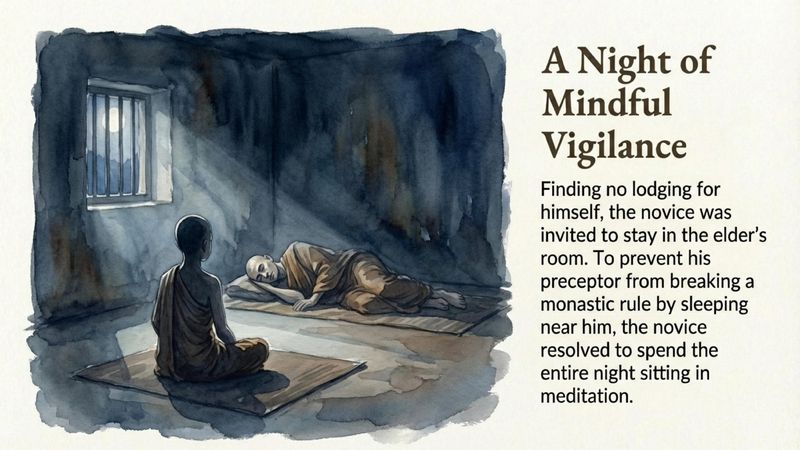 A Night of
Mindful
Vigilance
Finding no lodging for
himself, the novice was
invited to stay in the elder's
room. To prevent his
preceptor from breaking a
monastic rule by sleeping
near him, the novice
resolved to spend the
entire night sitting in
meditation.